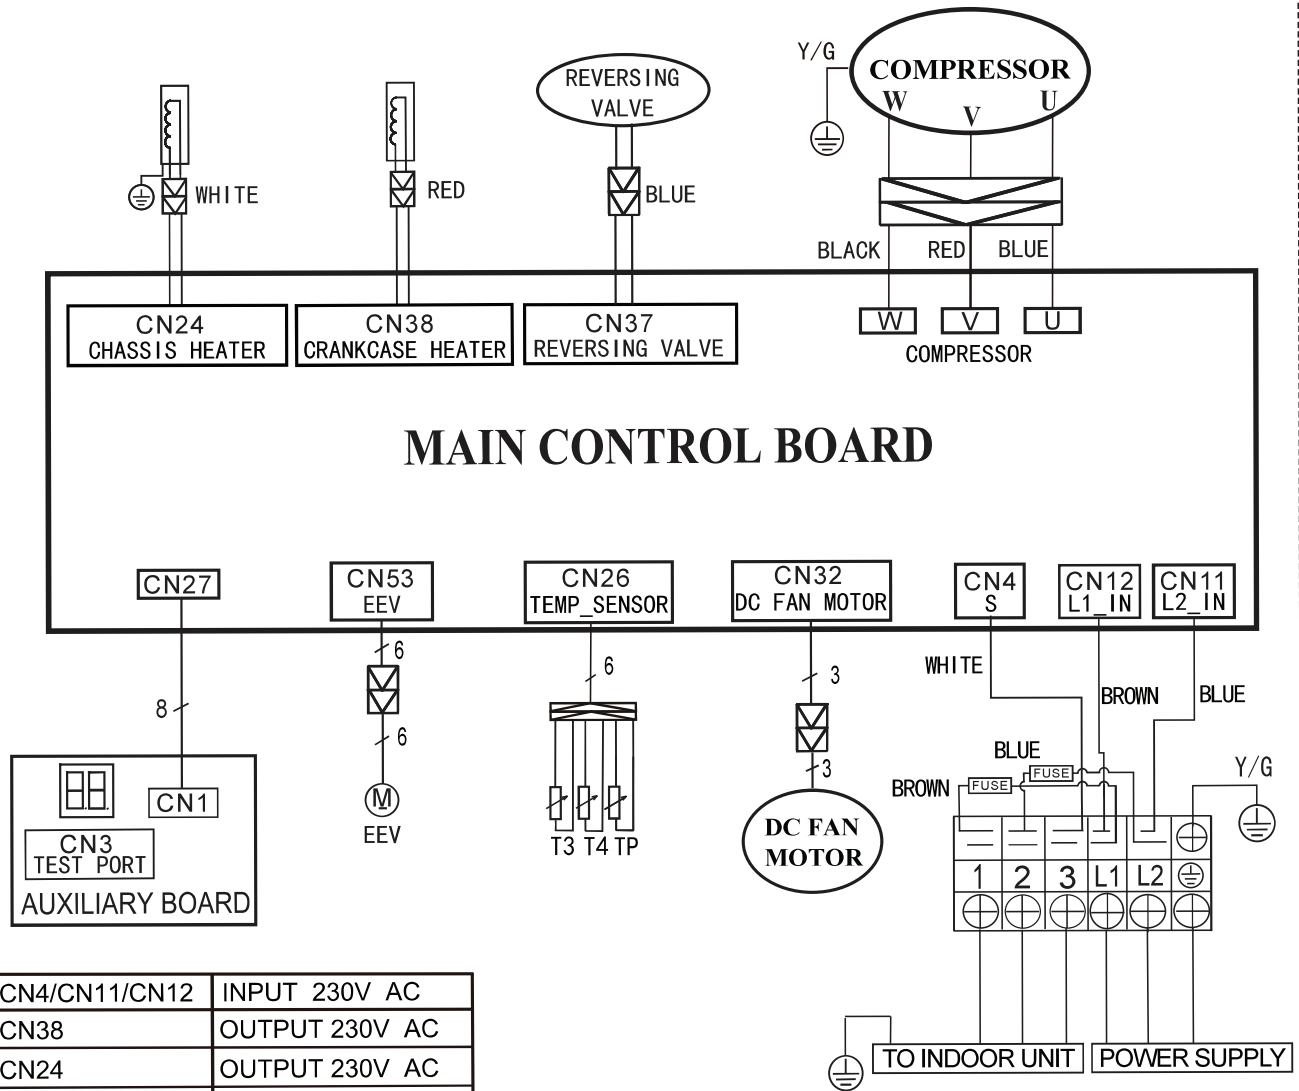 Y/G
COMPRESSOR
W
V
U
REVERSING
VALVE
WHITE
RED
BLUE
BLACK
RED
BLUE
CN24
CHASSIS HEATER
CN38
CRANKCASE HEATER
CN37
REVERSING VALVE
W
V
U
COMPRESSOR
MAIN CONTROL BOARD
CN27
CN53
EEV
CN26
TEMP_SENSOR
CN32
DC FAN MOTOR
CN4
S
CN12
L1_IN
CN11
L2_IN
6
6
3
WHITE
BROWN
BLUE
8
6
3
BLUE
FUSE
BROWN
FUSE
Y/G
88
CN1
CN3
TEST PORT
AUXILIARY BOARD
M
EEV
T3 T4 TP
DC FAN
MOTOR
1 2 3 L1 L2
CN4/CN11/CN12 INPUT 230V AC
CN38 OUTPUT 230V AC
CN24 OUTPUT 230V AC
TO INDOOR UNIT
POWER SUPPLY